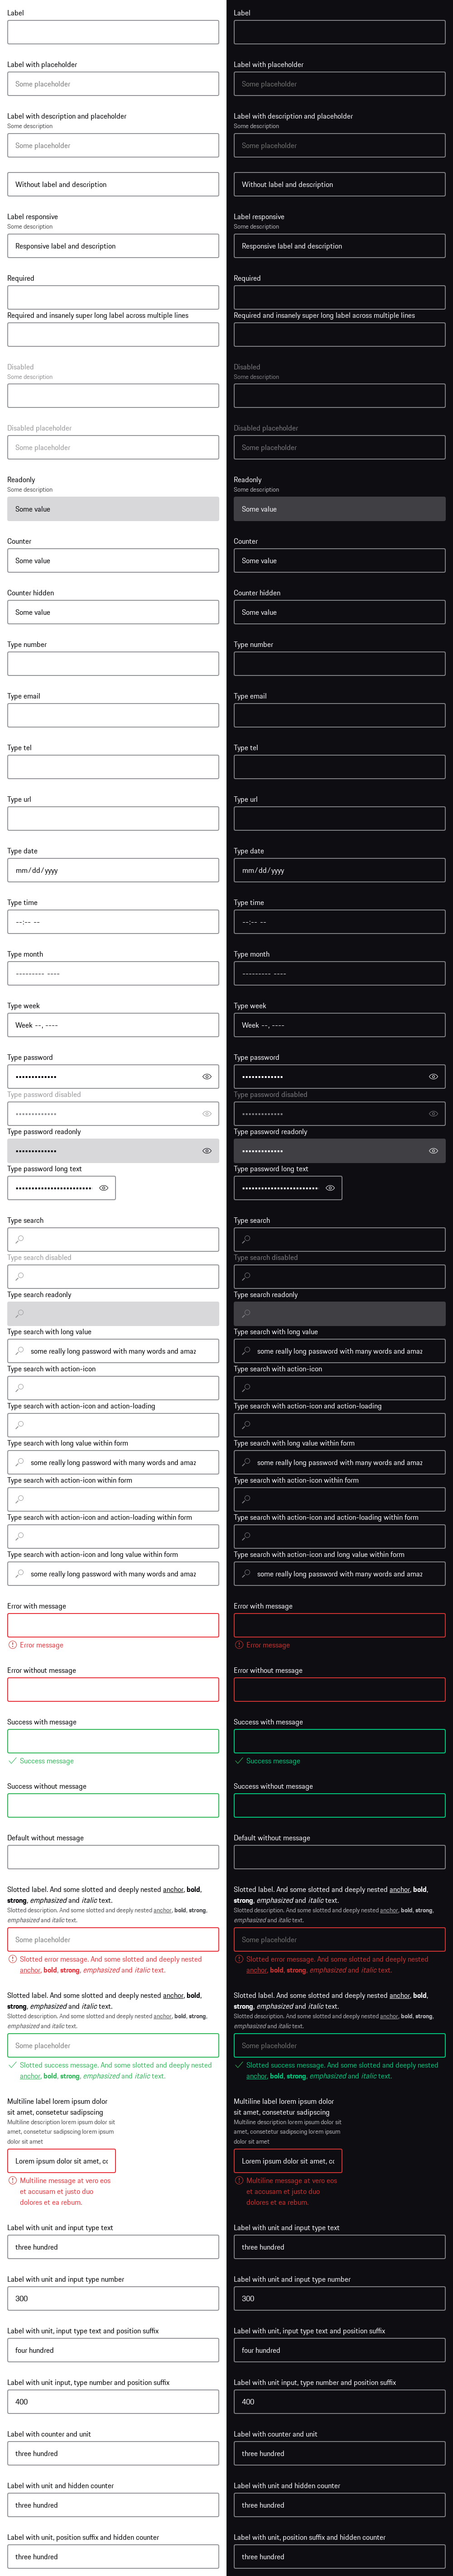 Label
Label with placeholder
Some placeholder
Label with description and placeholder
Some description
Some placeholder
Without label and description
Label responsive
Some description
Responsive label and description
Required
Required and insanely super long label across multiple lines
Disabled
Some description
Disabled placeholder
Some placeholder
Readonly
Some description
Some value
Counter
Some value
Counter hidden
Some value
Type number
Type email
Type tel
Type url
Type date
mm/dd/yyyy
Type time
--:-- --
Type month
--------- ----
Type week
Week --, ----
Type password
•••••••••••••
Type password disabled
•••••••••••••
Type password readonly
•••••••••••••
Type password long text
••••••••••••••••••••••••
Type search
Type search disabled
Type search readonly
Type search with long value
some really long password with many words and amaz
Type search with action-icon
Type search with action-icon and action-loading
Type search with long value within form
some really long password with many words and amaz
Type search with action-icon within form
Type search with action-icon and action-loading within form
Type search with action-icon and long value within form
some really long password with many words and amaz
Error with message
Error message
Error without message
Success with message
Success message
Success without message
Default without message
Slotted label. And some slotted and deeply nested anchor, bold,
strong, emphasized and italic text.
Slotted description. And some slotted and deeply nested anchor, bold, strong,
emphasized and italic text.
Some placeholder
Slotted error message. And some slotted and deeply nested
anchor, bold, strong, emphasized and italic text.
Slotted label. And some slotted and deeply nested anchor, bold,
strong, emphasized and italic text.
Slotted description. And some slotted and deeply nested anchor, bold, strong,
emphasized and italic text.
Some placeholder
Slotted success message. And some slotted and deeply nested
anchor, bold, strong, emphasized and italic text.
Multiline label lorem ipsum dolor
sit amet, consetetur sadipscing
Multiline description lorem ipsum dolor sit
amet, consetetur sadipscing lorem ipsum
dolor sit amet
Lorem ipsum dolor sit amet, cc
Multiline message at vero eos
et accusam et justo duo
dolores et ea rebum.
Label with unit and input type text
three hundred
Label with unit and input type number
300
Label with unit, input type text and position suffix
four hundred
Label with unit input, type number and position suffix
400
Label with counter and unit
three hundred
Label with unit and hidden counter
three hundred
Label with unit, position suffix and hidden counter
three hundred
Label
Label with placeholder
Some placeholder
Label with description and placeholder
Some description
Some placeholder
Without label and description
Label responsive
Some description
Responsive label and description
Required
Required and insanely super long label across multiple lines
Disabled
Some description
Disabled placeholder
Some placeholder
Readonly
Some description
Some value
Counter
Some value
Counter hidden
Some value
Type number
Type email
Type tel
Type url
Type date
mm/dd/yyyy
Type time
--:-- --
Type month
--------- ----
Type week
Week --, ----
Type password
•••••••••••••
Type password disabled
•••••••••••••
Type password readonly
•••••••••••••
Type password long text
••••••••••••••••••••••••
Type search
Type search disabled
Type search readonly
Type search with long value
some really long password with many words and amaz
Type search with action-icon
Type search with action-icon and action-loading
Type search with long value within form
some really long password with many words and amaz
Type search with action-icon within form
Type search with action-icon and action-loading within form
Type search with action-icon and long value within form
some really long password with many words and amaz
Error with message
Error message
Error without message
Success with message
Success message
Success without message
Default without message
Slotted label. And some slotted and deeply nested anchor, bold,
strong, emphasized and italic text.
Slotted description. And some slotted and deeply nested anchor, bold, strong,
emphasized and italic text.
Some placeholder
Slotted error message. And some slotted and deeply nested
anchor, bold, strong, emphasized and italic text.
Slotted label. And some slotted and deeply nested anchor, bold,
strong, emphasized and italic text.
Slotted description. And some slotted and deeply nested anchor, bold, strong,
emphasized and italic text.
Some placeholder
Slotted success message. And some slotted and deeply nested
anchor, bold, strong, emphasized and italic text.
Multiline label lorem ipsum dolor
sit amet, consetetur sadipscing
Multiline description lorem ipsum dolor sit
amet, consetetur sadipscing lorem ipsum
dolor sit amet
Lorem ipsum dolor sit amet, cc
Multiline message at vero eos
et accusam et justo duo
dolores et ea rebum.
Label with unit and input type text
three hundred
Label with unit and input type number
300
Label with unit, input type text and position suffix
four hundred
Label with unit input, type number and position suffix
400
Label with counter and unit
three hundred
Label with unit and hidden counter
three hundred
Label with unit, position suffix and hidden counter
three hundred